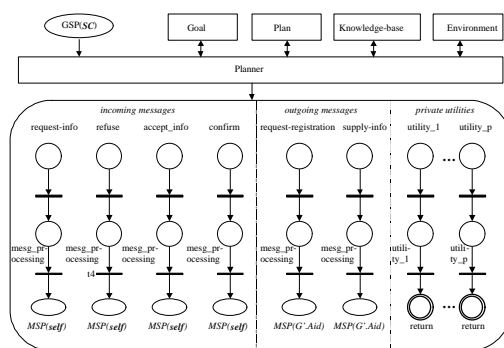 GSP(SC)
Goal
Plan
Knowledge-base
Environment
Planner
incoming messages
outgoing messages
private utilities
request-info
refuse
accept_info
confirm
request-registration
supply-info
utility_1
utility_p
...
mesg_pr-
ocessing
mesg_pr-
ocessing
mesg_pr-
ocessing
mesg_pr-
ocessing
mesg_pr-
ocessing
mesg_pr-
ocessing
utili-
ty_1
utili-
ty_p
t4
...
MSP(self)
MSP(self)
MSP(self)
MSP(self)
MSP(G'.Aid)
MSP(G'.Aid)
return
return